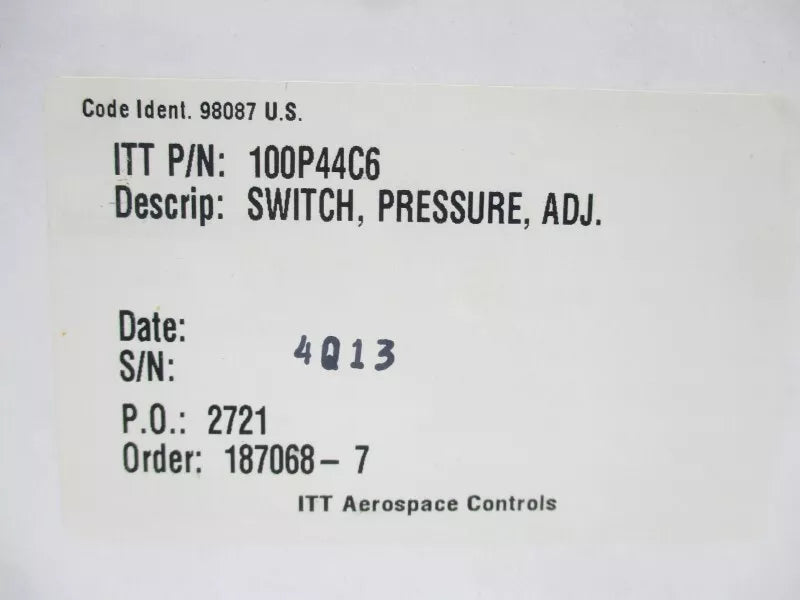 Code Ident. 98087 U.S.
ITT P/N: 100P44C6
Descrip: SWITCH, PRESSURE, ADJ.
Date:
4Q13
S/N:
P.O.: 2721
Order: 187068- 7
ITT Aerospace Controls